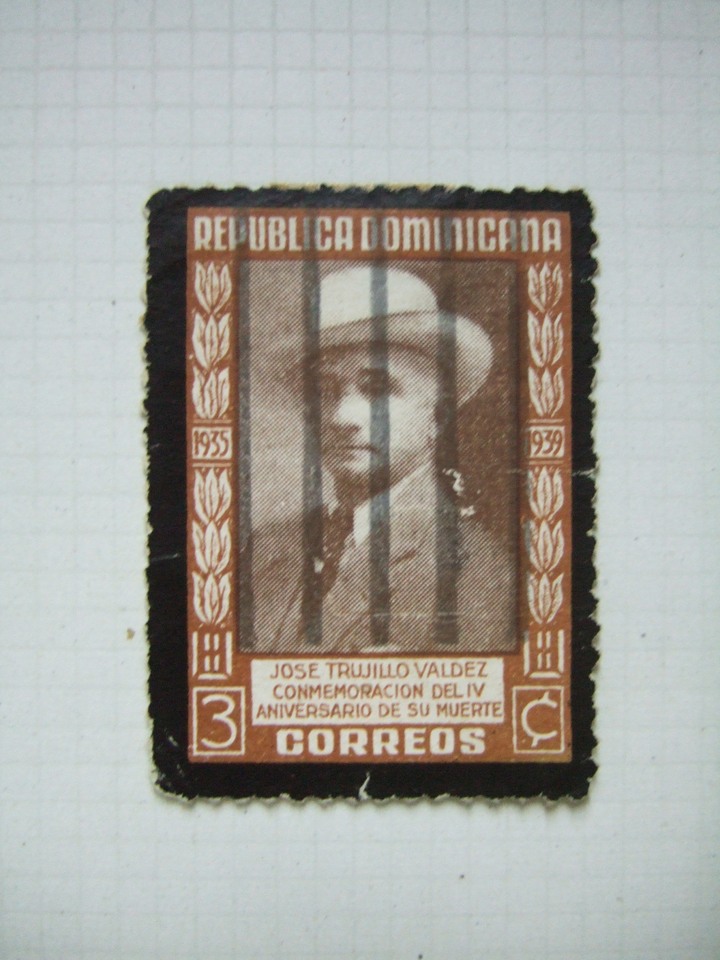 REPUBLICA DOMINICANA
1935 1939
JOSE TRUJILLO VALDEZ
CONMEMORACION DEL IV
ANIVERSARIO DE SU MUERTE
3 ¢
CORREOS